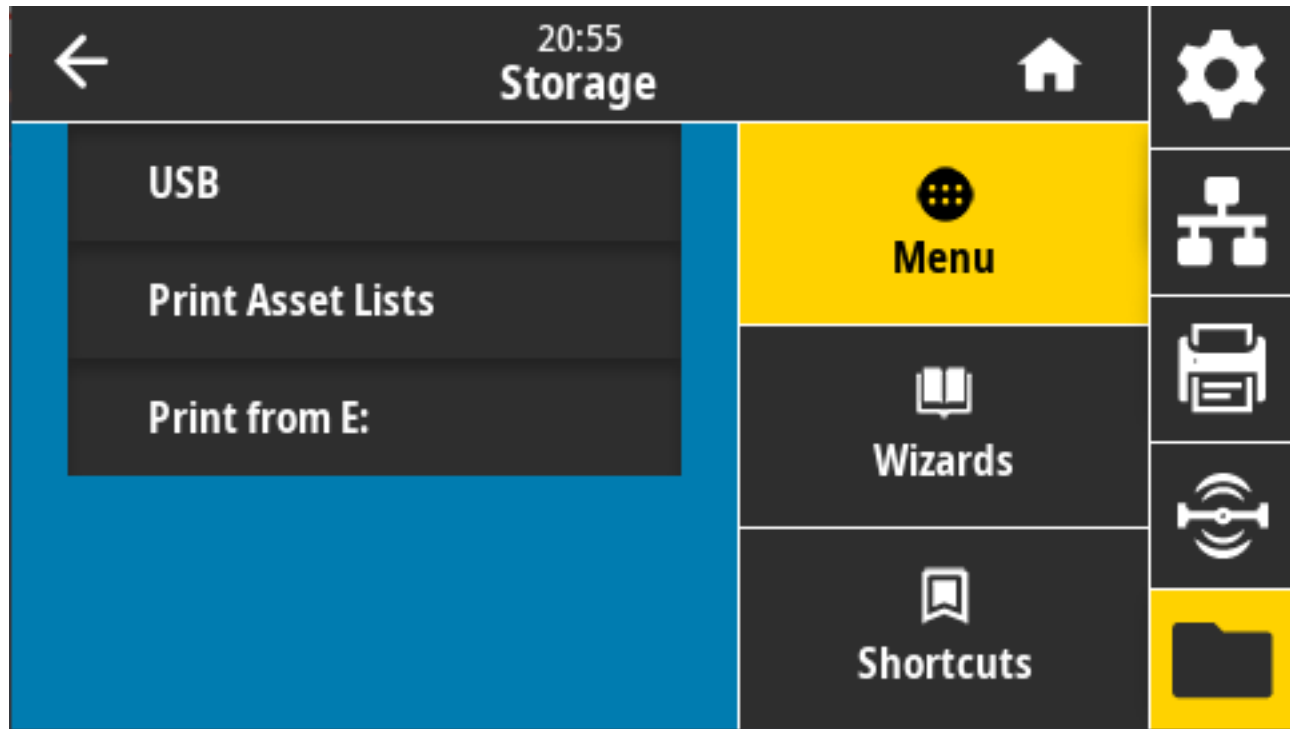 20:55
Storage
USB
Print Asset Lists
Print from E:
Menu
Wizards
Shortcuts